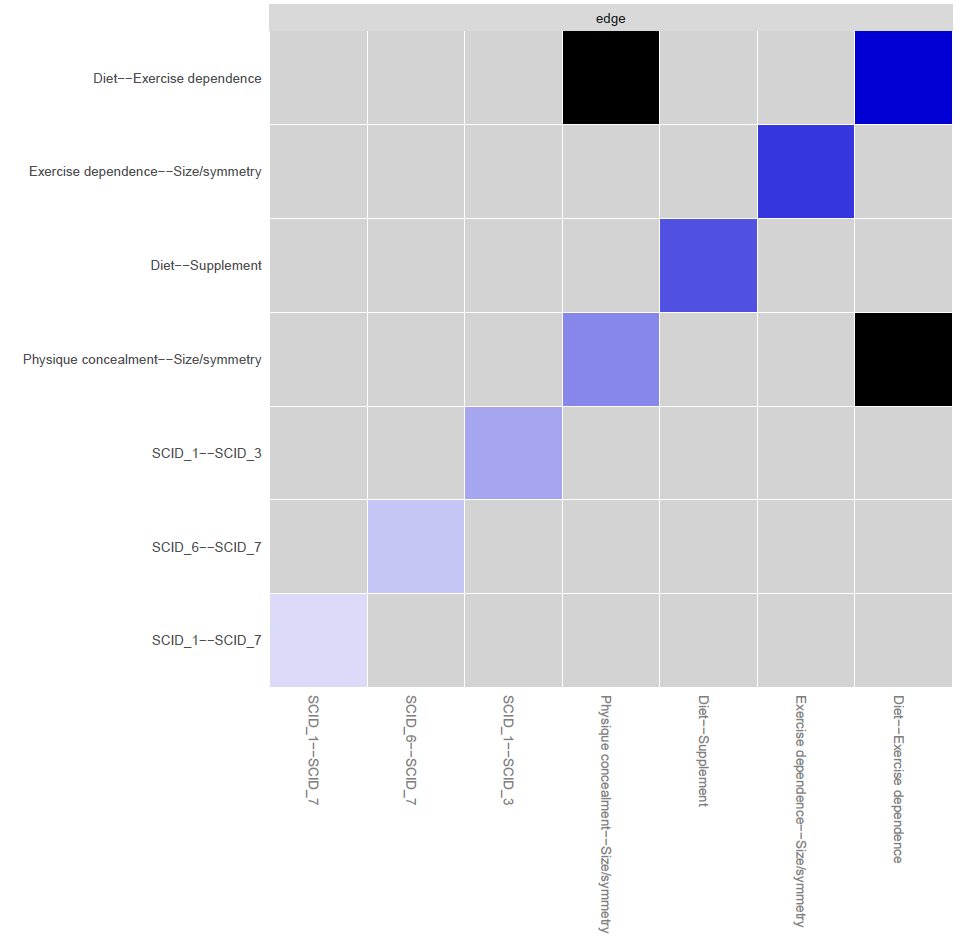 edge
Diet−−Exercise dependence
Exercise dependence−−Size/symmetry
Diet−−Supplement
Physique concealment−−Size/symmetry
SCID_1−−SCID_3
SCID_6−−SCID_7
SCID_1−−SCID_7
SCID_1−−SCID_7
SCID_6−−SCID_7
SCID_1−−SCID_3
Physique concealment−−Size/symmetry
Diet−−Supplement
Exercise dependence−−Size/symmetry
Diet−−Exercise dependence